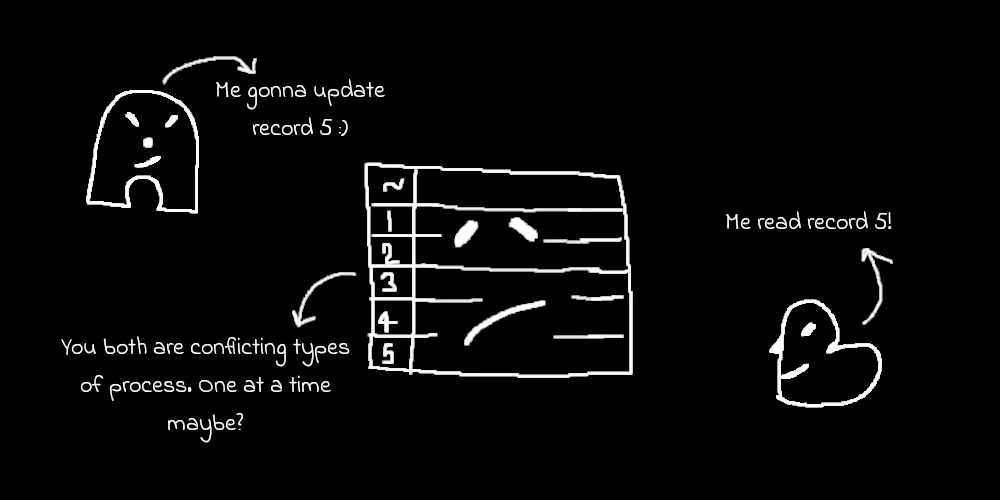 Me gonna update
record 5 :)
~
1
2
3
4
5
Me read record 5!
You both are conflicting types
of process. One at a time
maybe?